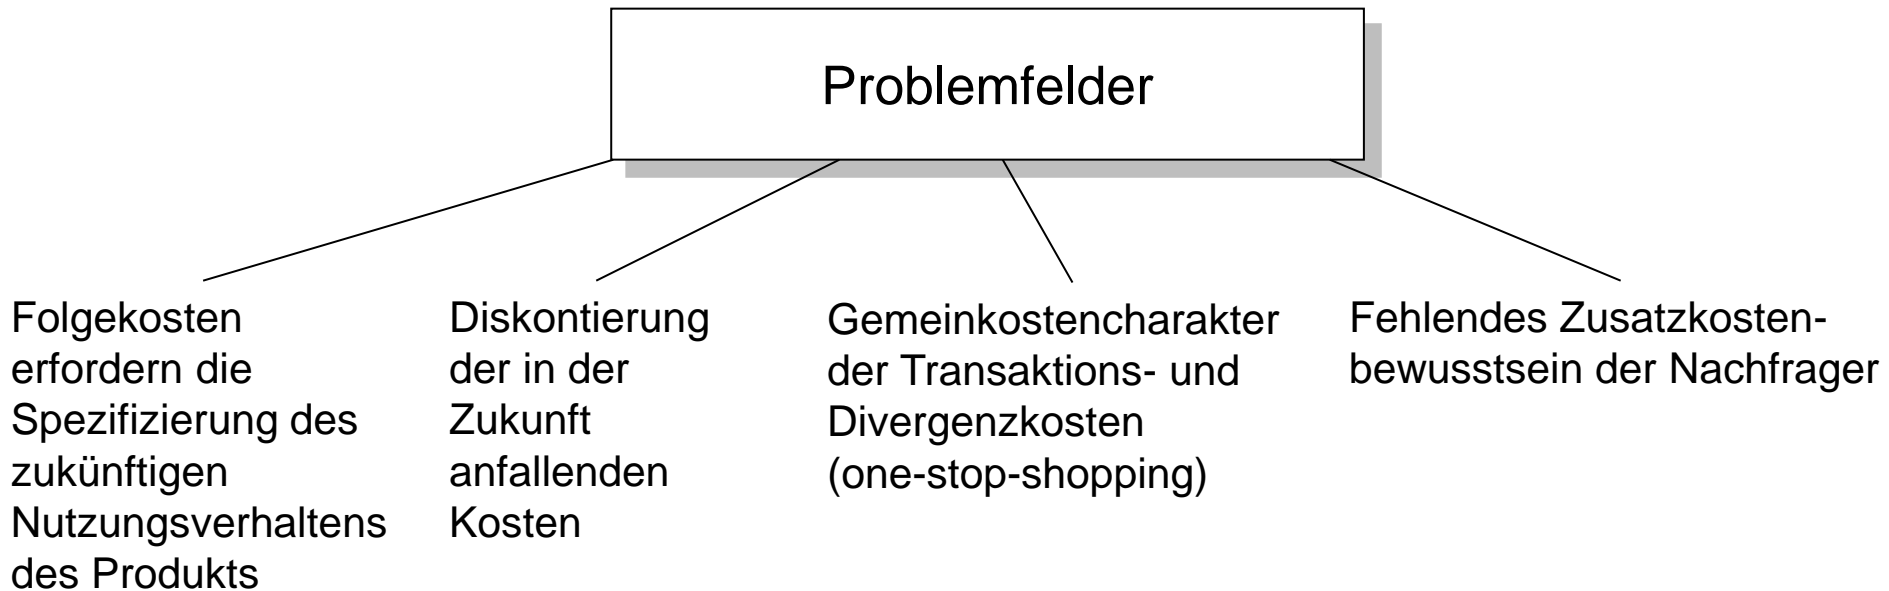 Problemfelder
Folgekosten
erfordern die
Spezifizierung des
zukünftigen
Nutzungsverhaltens
des Produkts
Diskontierung
der in der
Zukunft
anfallenden
Kosten
Gemeinkostencharakter
der Transaktions- und
Divergenzkosten
(one-stop-shopping)
Fehlendes Zusatzkosten-
bewusstsein der Nachfrager